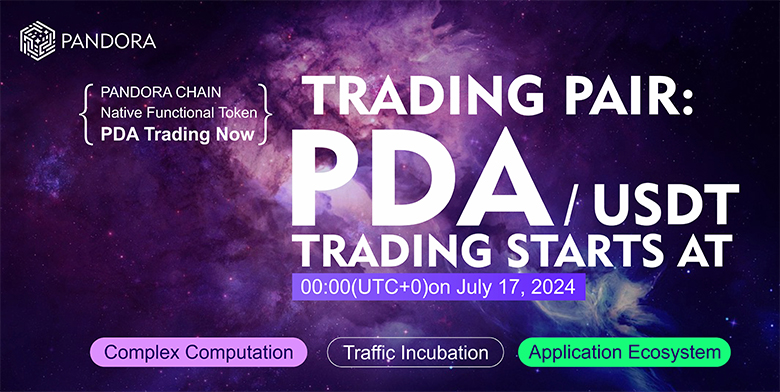 PANDORA
PANDORA CHAIN
Native Functional Token
PDA Trading Now
TRADING PAIR:
PDA / USDT
TRADING STARTS AT
00:00(UTC+0)on July 17, 2024
Complex Computation
Traffic Incubation
Application Ecosystem